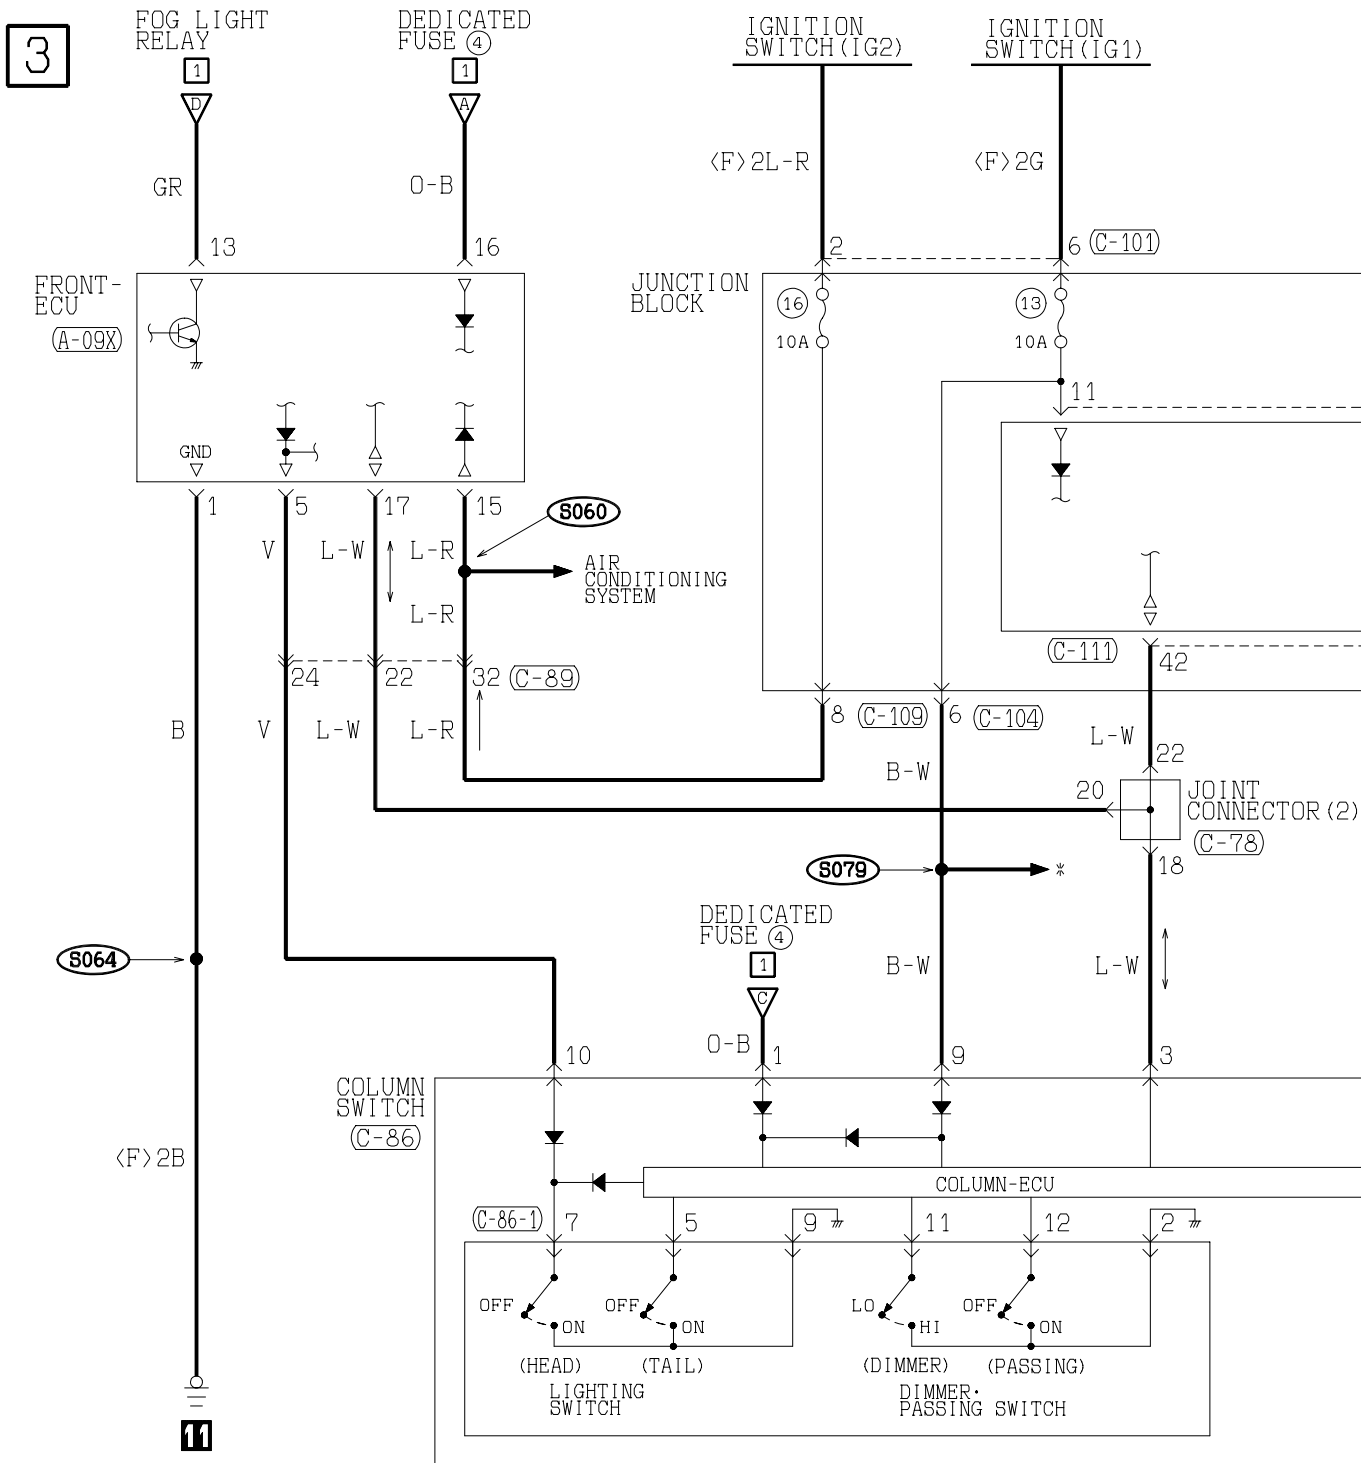 3
FOG LIGHT
RELAY
1
D
DEDICATED
FUSE ④
1
A
IGNITION
SWITCH(IG2)
IGNITION
SWITCH(IG1)
GR
O-B
<F>2L-R
<F>2G
13
16
2
6
(C-101)
FRONT-
ECU
(A-09X)
JUNCTION
BLOCK
16
10A
13
10A
11
GND
1
5
17
15
S060
V
L-W
L-R
AIR
CONDITIONING
SYSTEM
L-R
(C-111)
42
24
22
32
(C-89)
B
V
L-W
L-R
8
(C-109)
6
(C-104)
L-W
22
B-W
20
JOINT
CONNECTOR(2)
(C-78)
18
S079
*
DEDICATED
FUSE ④
1
C
S064
B-W
L-W
O-B
10
1
9
3
COLUMN
SWITCH
(C-86)
<F>2B
COLUMN-ECU
(C-86-1)
7
5
9
11
12
2
OFF
ON
OFF
ON
LO
HI
OFF
ON
(HEAD)
(TAIL)
(DIMMER)
(PASSING)
LIGHTING
SWITCH
DIMMER·
PASSING SWITCH
11